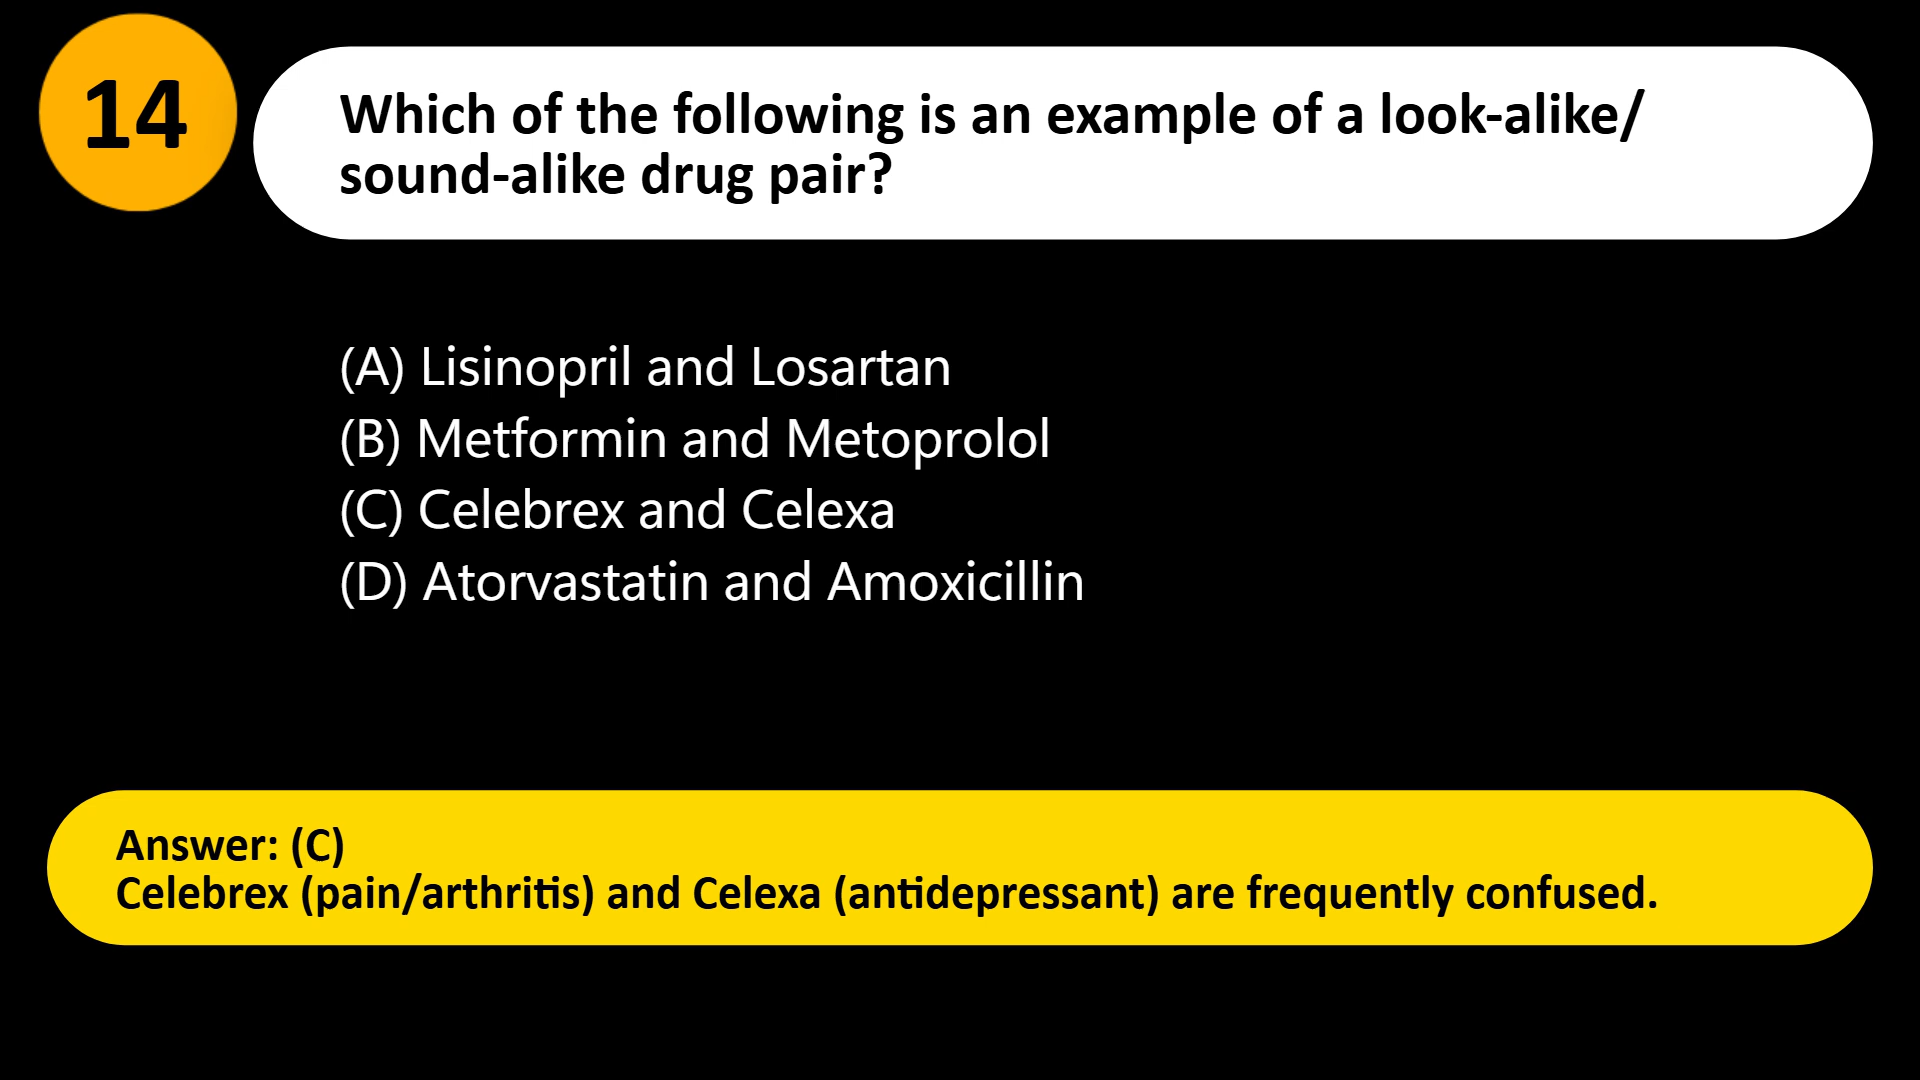 14
Which of the following is an example of a look-alike/
sound-alike drug pair?
(A) Lisinopril and Losartan
(B) Metformin and Metoprolol
(C) Celebrex and Celexa
(D) Atorvastatin and Amoxicillin
Answer: (C)
Celebrex (pain/arthritis) and Celexa (antidepressant) are frequently confused.